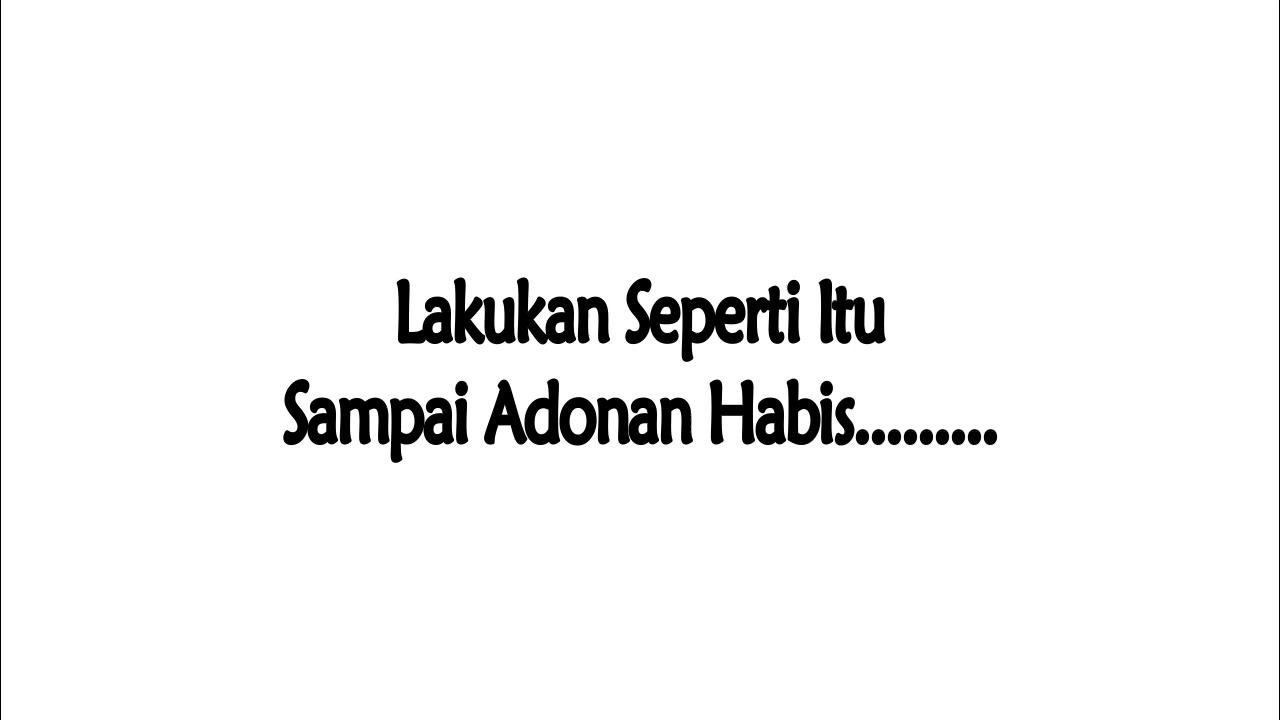 Lakukan Seperti Itu
Sampai Adonan Habis.........